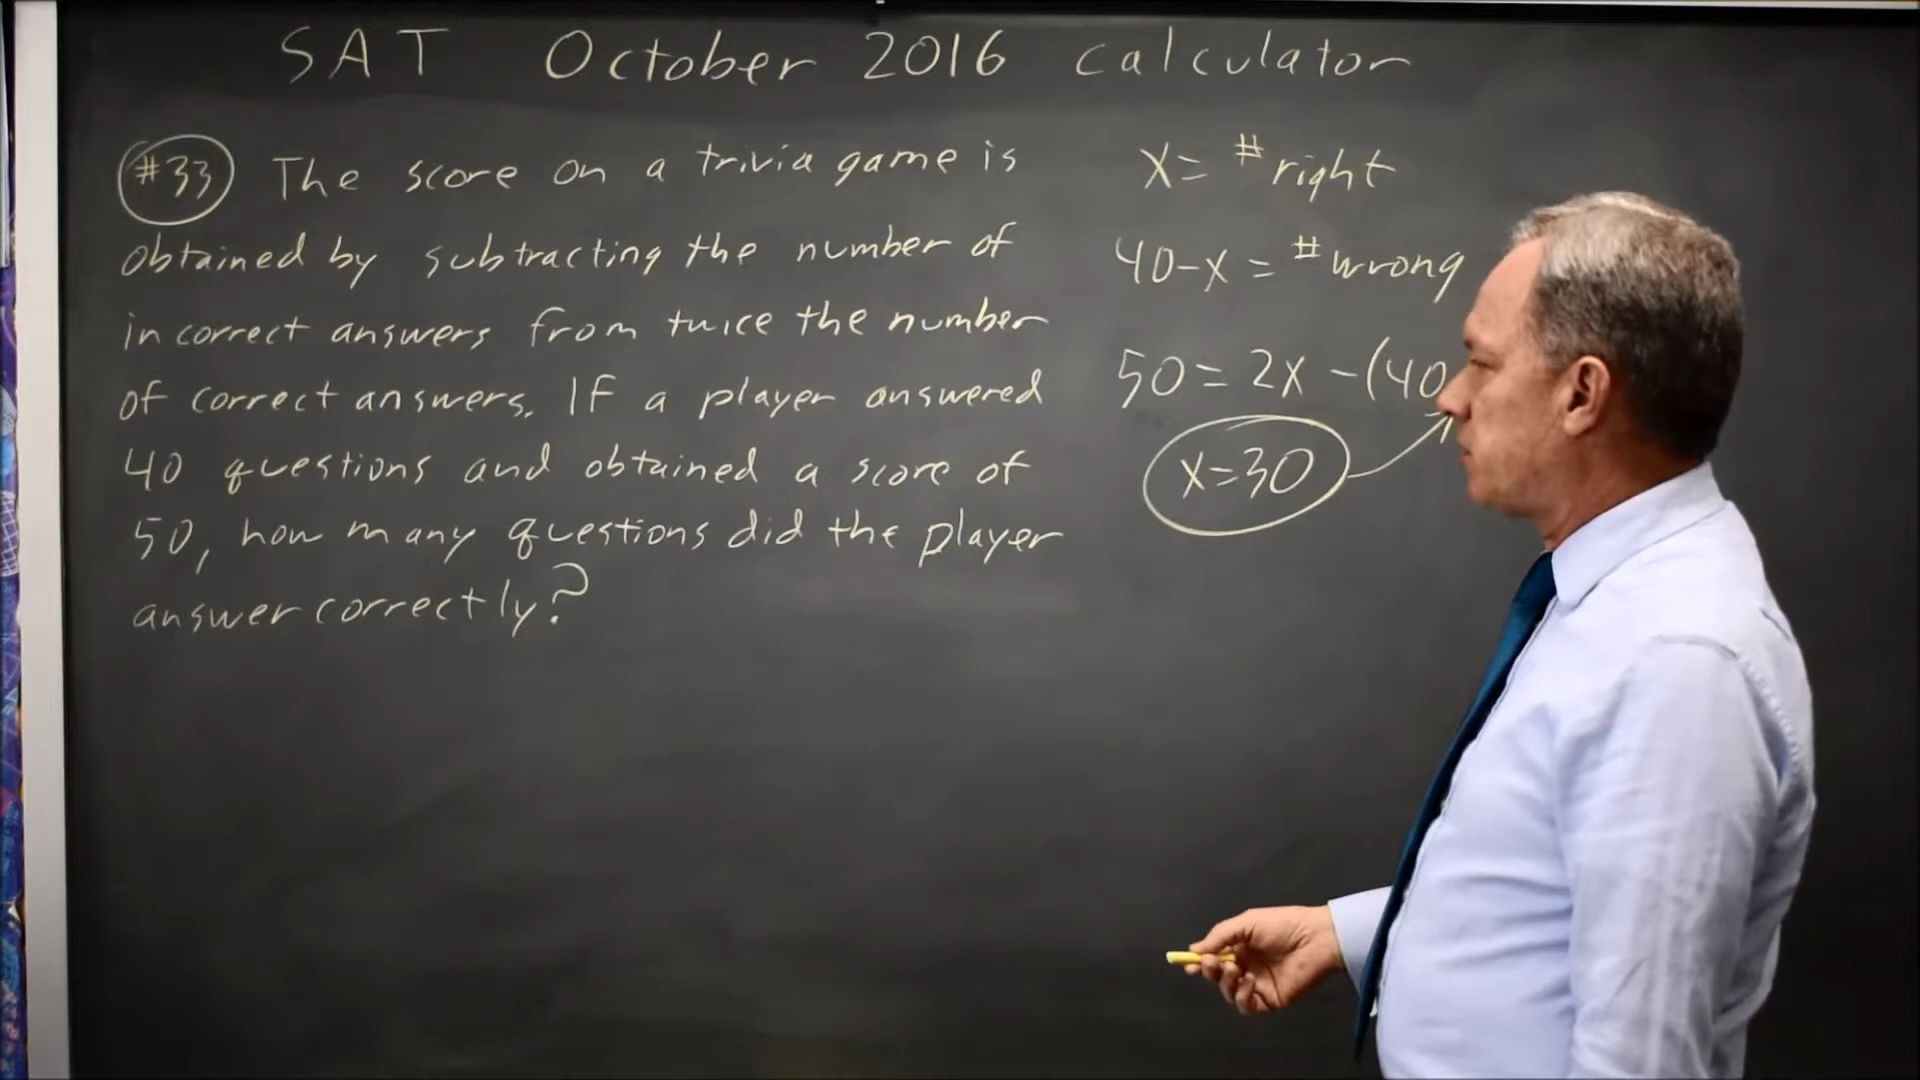 SAT October 2016 Calculator
#33 The score on a trivia game is
obtained by subtracting the number of
incorrect answers from twice the number
of correct answers. If a player answered
40 questions and obtained a score of
50, how many questions did the player
answer correctly?
x = # right
40-x = # wrong
50 = 2x - (40
x=30